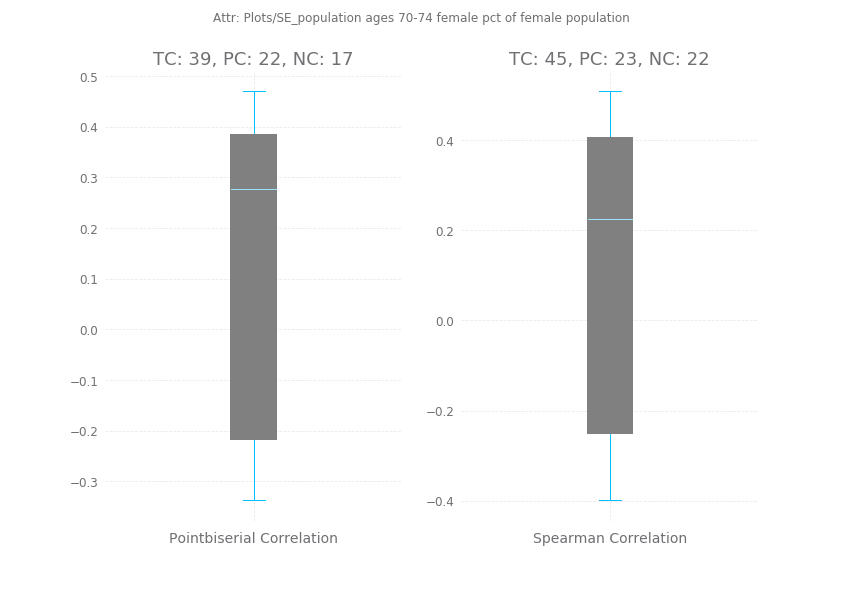 Attr: Plots/SE_population ages 70-74 female pct of female population
TC: 39, PC: 22, NC: 17
0.5
0.4
0.3
0.2
0.1
0.0
−0.1
−0.2
−0.3
Pointbiserial Correlation
TC: 45, PC: 23, NC: 22
0.4
0.2
0.0
−0.2
−0.4
Spearman Correlation